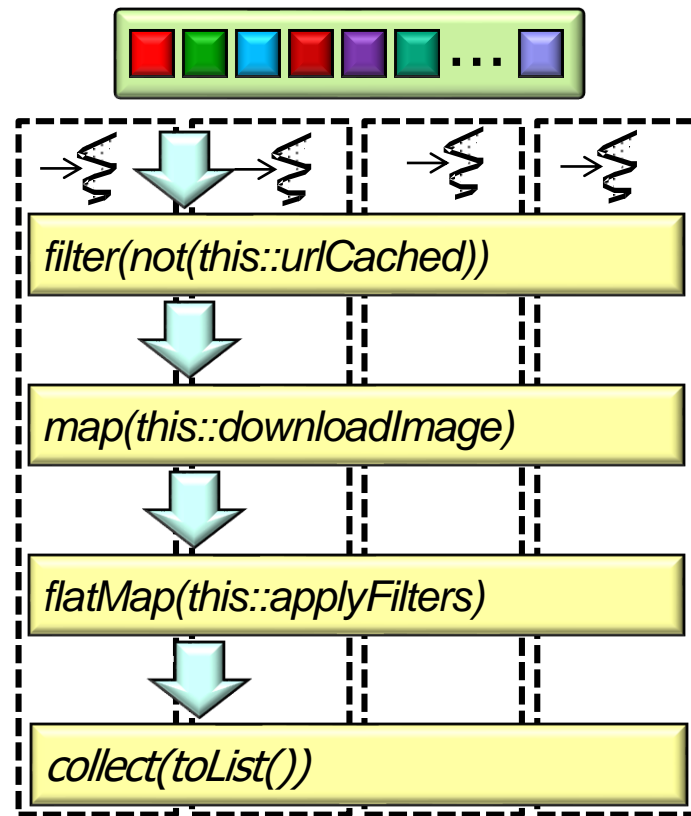 ...
filter(not(this::urlCached))
map(this::downloadImage)
flatMap(this::applyFilters)
collect(toList())